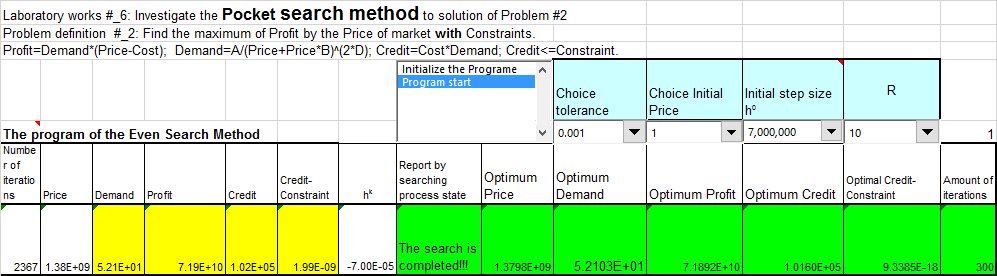 Laboratory works #_6: Investigate the Pocket search method to solution of Problem #2
Problem definition #_2: Find the maximum of Profit by the Price of market with Constraints.
Profit=Demand*(Price-Cost); Demand=A/(Price+Price*B)^(2*D); Credit=Cost*Demand; Credit<=Constraint.
Initialize the Programe
Program start
Choice tolerance
Choice Initial Price
Initial step size h⁰
R
The program of the Even Search Method
0.001
1
7,000,000
10
1
Numbe
r of
iteratio
ns
Price
Demand
Profit
Credit
Credit-
Constraint
hᵏ
Report by
searching
process state
Optimum
Price
Optimum
Demand
Optimum Profit
Optimum Credit
Optimal Credit-
Constraint
Amount of
iterations
2367
1.38E+09
5.21E+01
7.19E+10
1.02E+05
1.99E-09
-7.00E-05
The search is
completed!!!
1.3798E+09
5.2103E+01
7.1892E+10
1.0160E+05
9.3385E-18
300